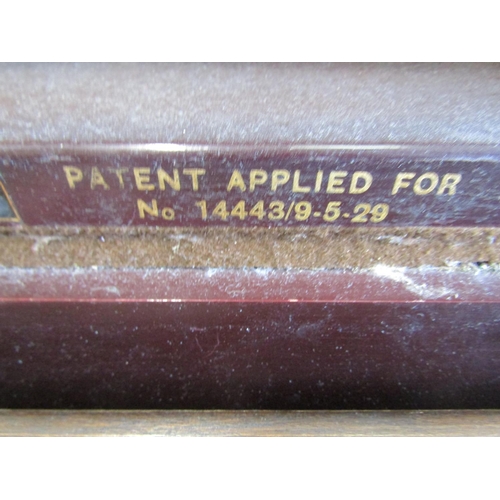 PATENT APPLIED FOR
No 14443/9-5-29